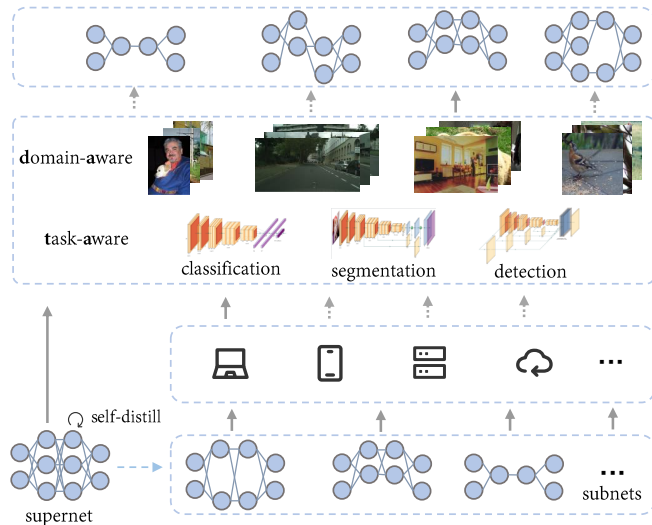 domain-aware
task-aware
classification
segmentation
detection
...
self-distill
supernet
...
subnets